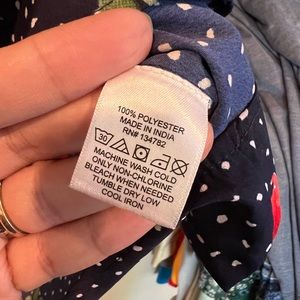 100% POLYESTER
MADE IN INDIA
RN# 134782
30
MACHINE WASH COLD
ONLY NON-CHLORINE
BLEACH WHEN NEEDED
TUMBLE DRY LOW
COOL IRON